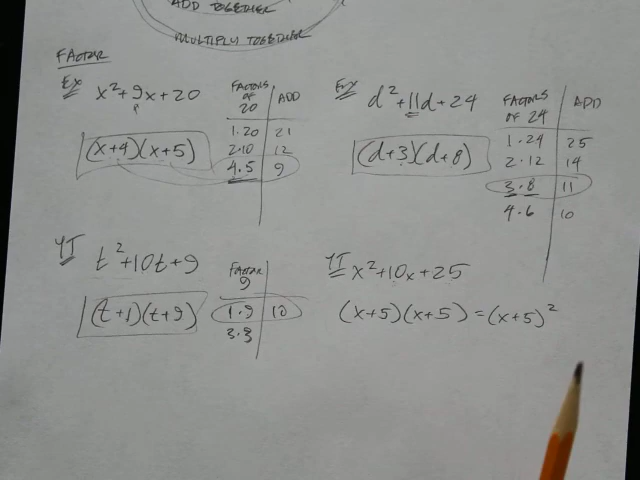 ADD TOGETHER
MULTIPLY TOGETHER
FACTOR
Ex x²+9x+20
FACTORS OF 20 | ADD
1·20 | 21
2·10 | 12
4·5 | 9
(x+4)(x+5)
Ex d²+11d+24
FACTORS OF 24 | ADD
1·24 | 25
2·12 | 14
3·8 | 11
4·6 | 10
(d+3)(d+8)
YT t²+10t+9
FACTOR 9
1·9 | 10
3·3
(t+1)(t+9)
YT x²+10x+25
(x+5)(x+5)=(x+5)²